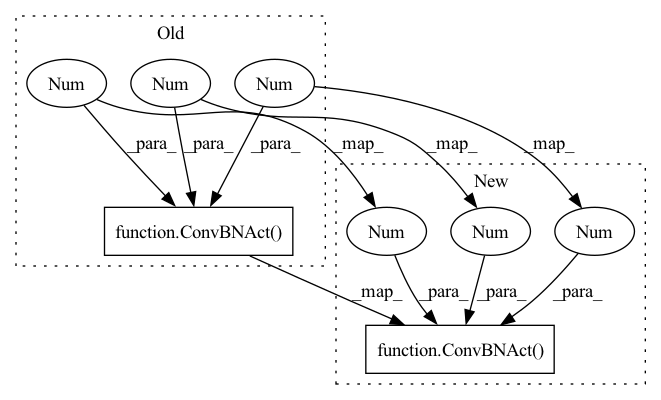 Old
Num Num Num
_para_ _para_ _para_ _map_ _map_ _map_
New
function.ConvBNAct() Num Num Num
_map_ _para_ _para_ _para_
function.ConvBNAct()